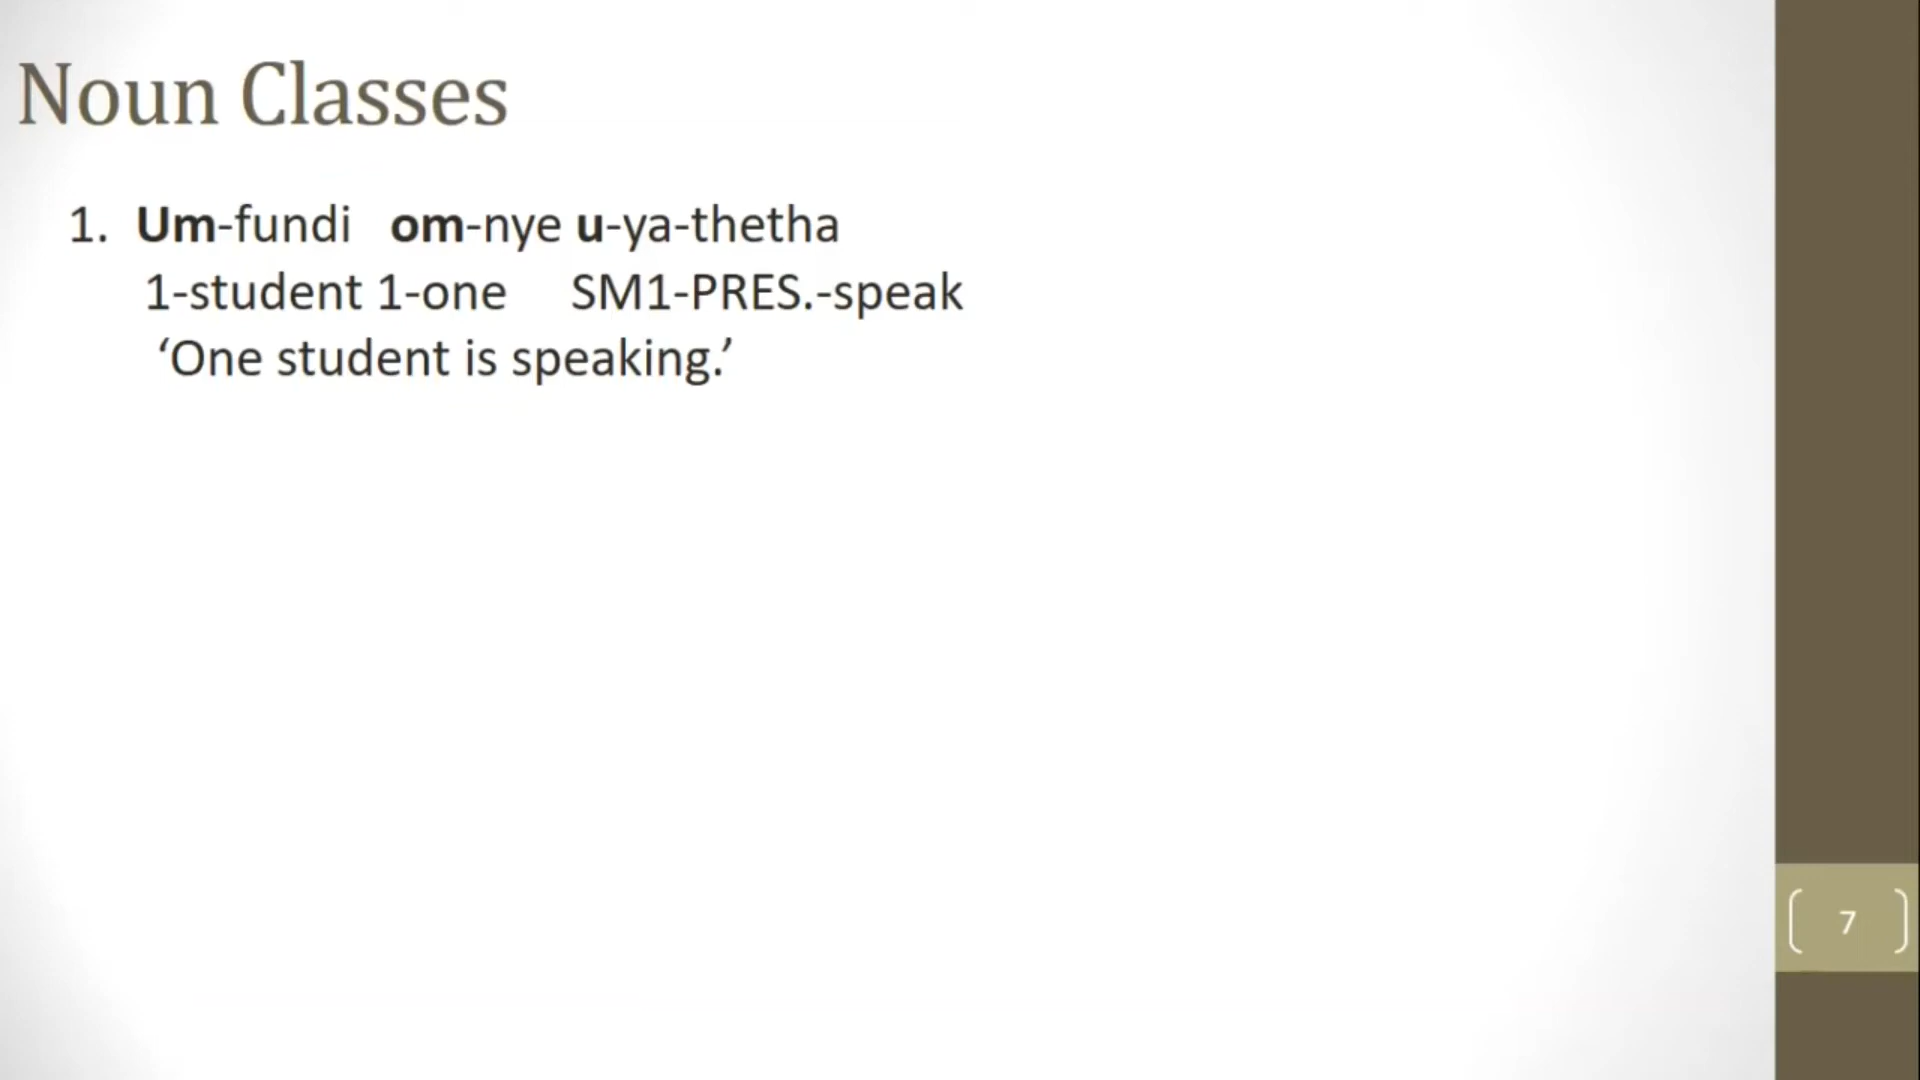 Noun Classes
1. Um-fundi om-nye u-ya-thetha
1-student 1-one SM1-PRES.-speak
‘One student is speaking.’
7